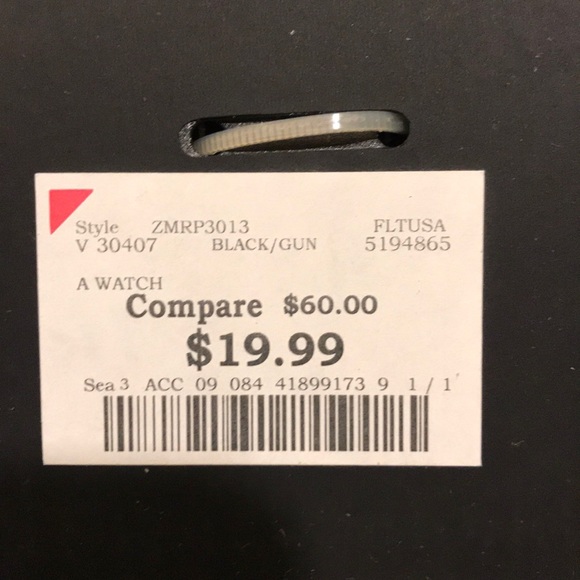 Style ZMRP3013 FLTUSA
V 30407 BLACK/GUN 5194865
A WATCH
Compare $60.00
$19.99
Sea 3 ACC 09 084 41899173 9 1 / 1